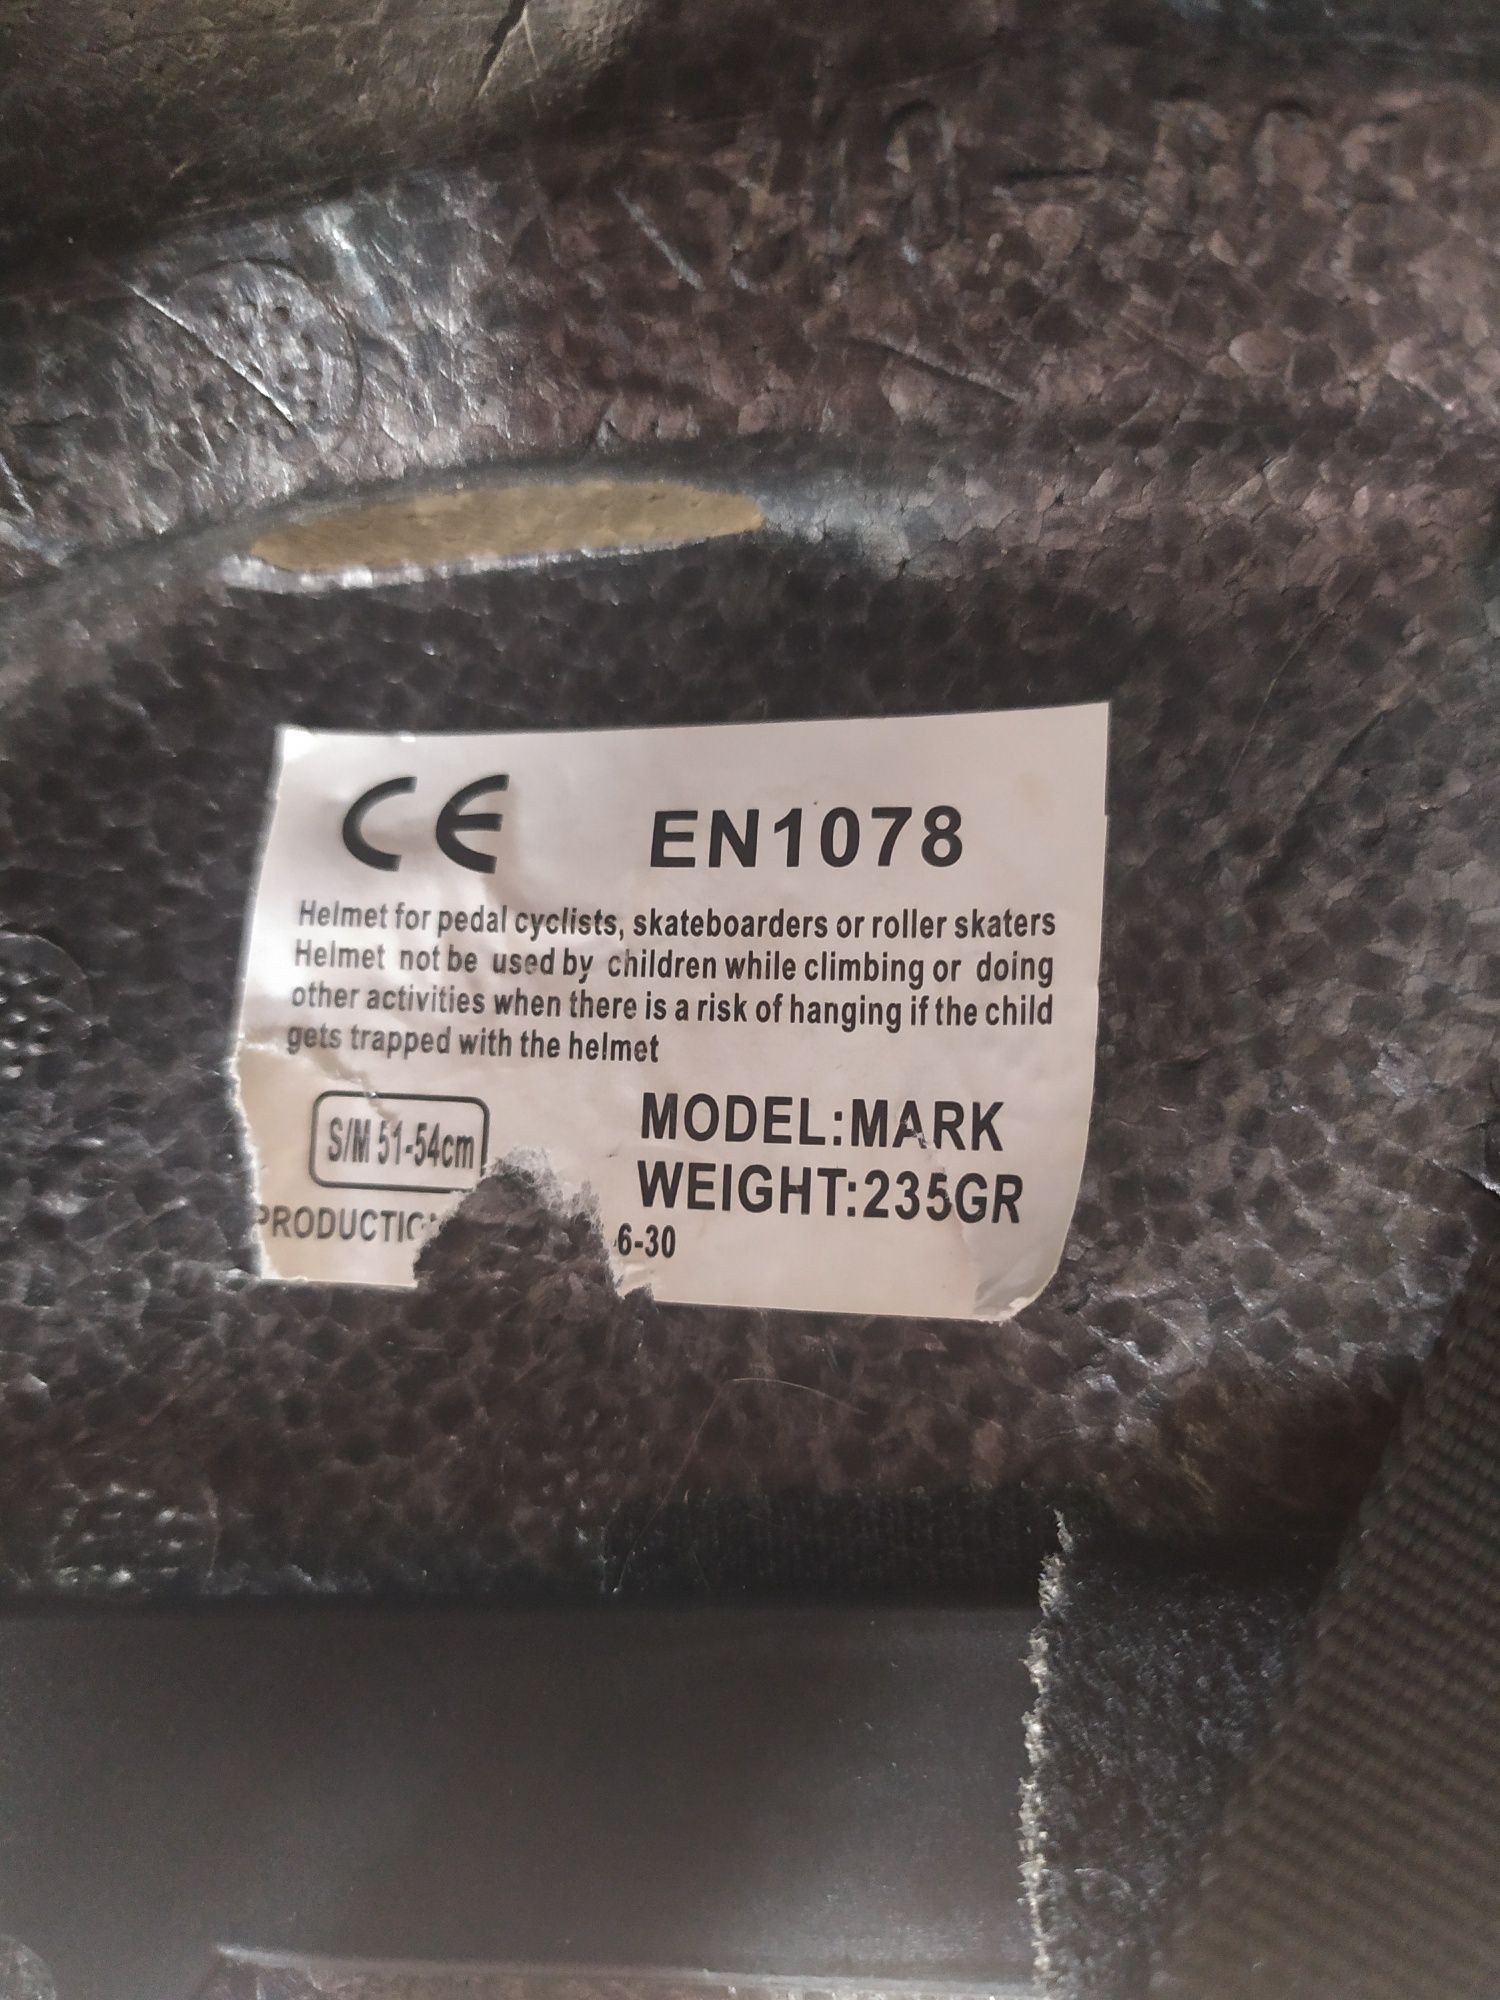 CE EN1078
Helmet for pedal cyclists, skateboarders or roller skaters
Helmet not be used by children while climbing or doing
other activities when there is a risk of hanging if the child
gets trapped with the helmet
S/M 51-54cm
MODEL:MARK
WEIGHT:235GR
6-30